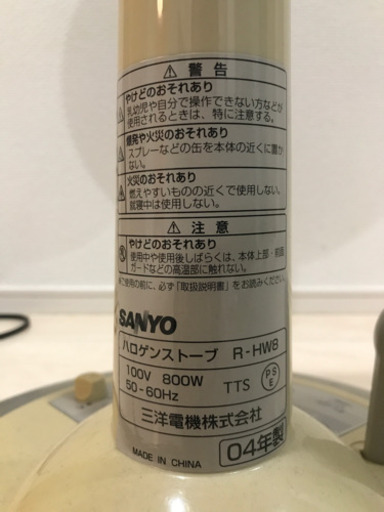 ⚠ 警告
やけどのおそれあり
乳幼児や自分で操作できない方などが
使用されるときは、特に注意する。
爆発や火災のおそれあり
スプレーなどの缶を本体の近くに置か
ない。
火災のおそれあり
燃えやすいものの近くで使用しない。
就寝中は使用しない。
⚠ 注意
やけどのおそれあり
使用中や使用後しばらくは、本体上部・前面
ガードなどの高温部に触れない。
ご使用の前に、必ず「取扱説明書」をお読みください。
SANYO
ハロゲンストーブ R-HW8
100V 800W
50-60Hz
TTS
PSE
三洋電機株式会社
04年製
MADE IN CHINA